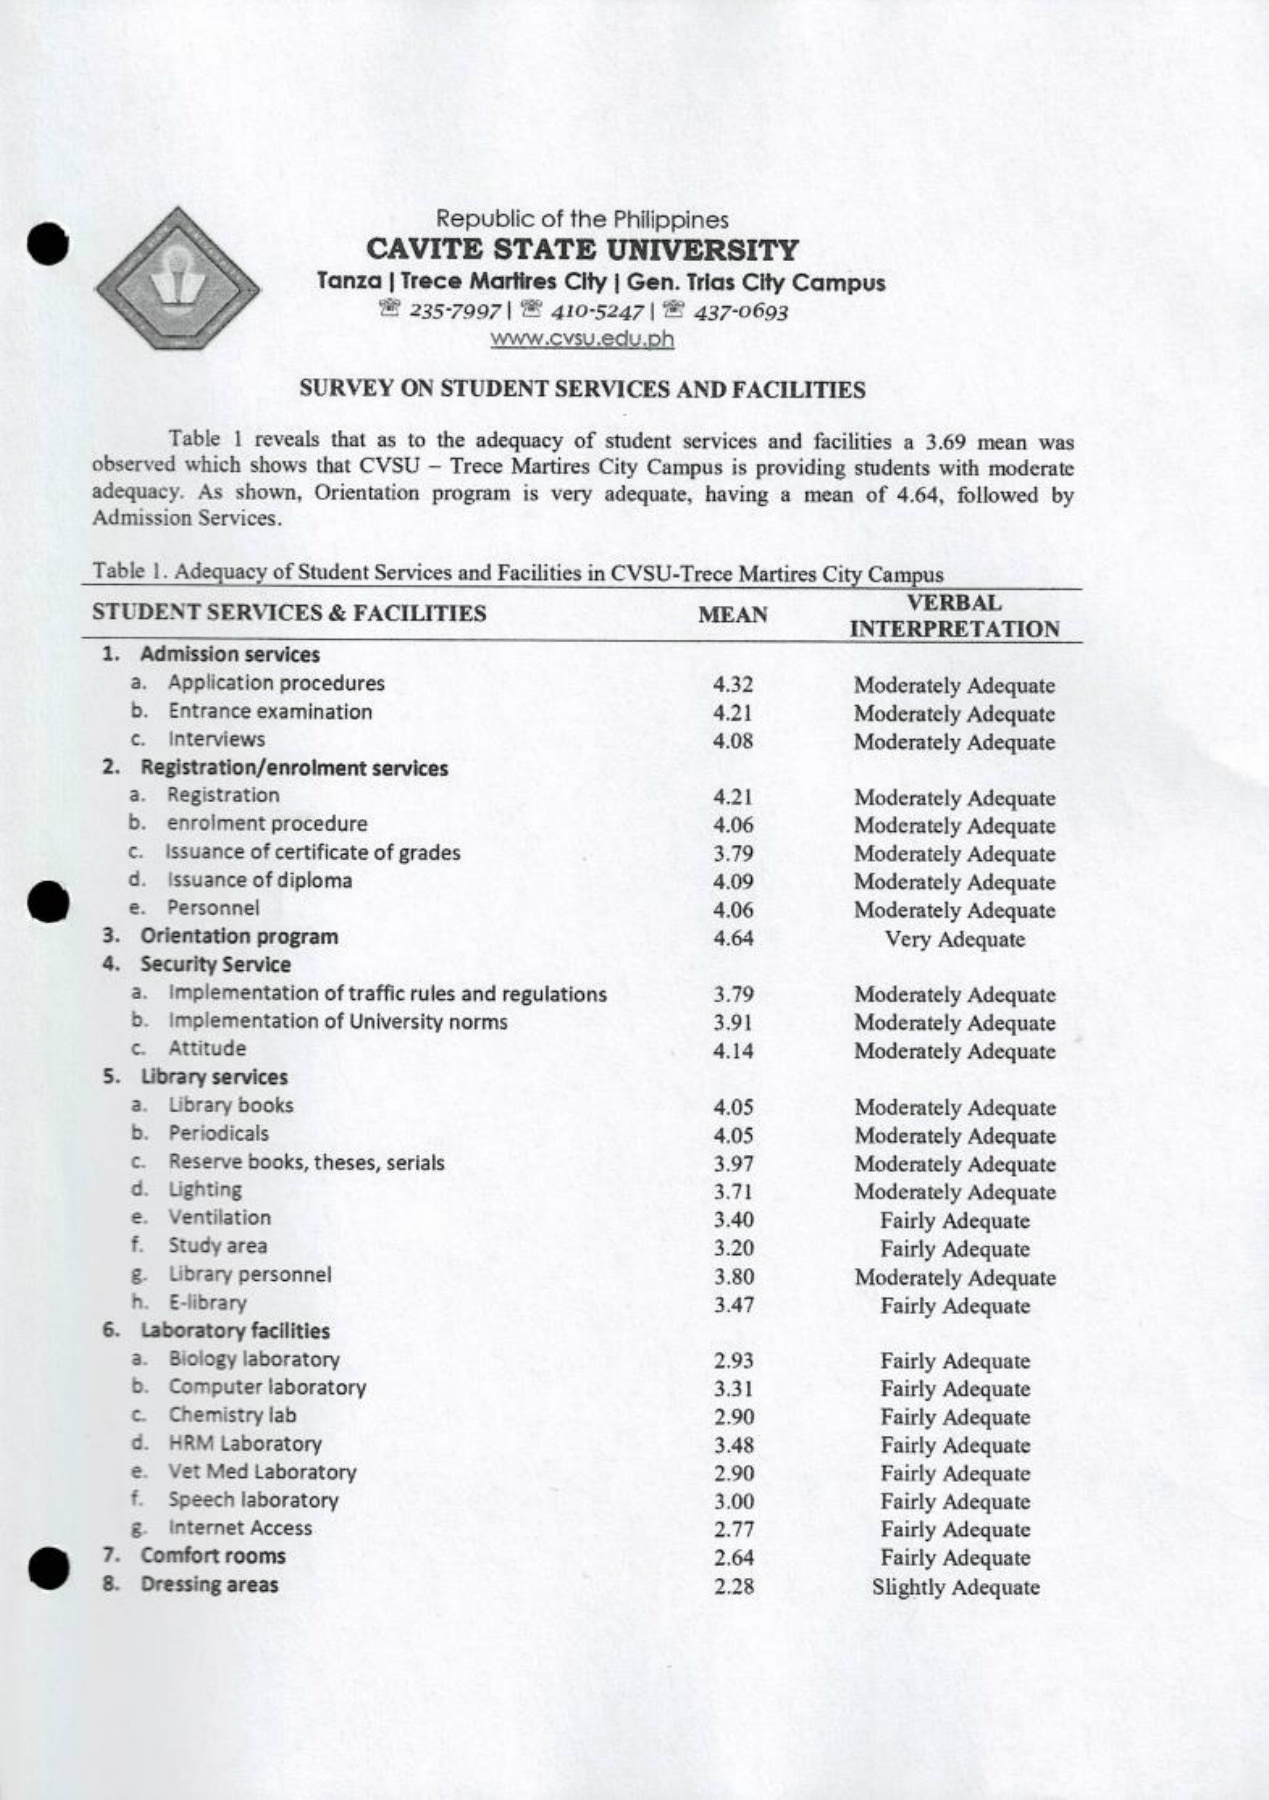 Republic of the Philippines
CAVITE STATE UNIVERSITY
Tanza | Trece Martires City | Gen. Trias City Campus
☏ 235-7997 | ☏ 410-5247 | ☏ 437-0693
www.cvsu.edu.ph
SURVEY ON STUDENT SERVICES AND FACILITIES
Table 1 reveals that as to the adequacy of student services and facilities a 3.69 mean was
observed which shows that CVSU – Trece Martires City Campus is providing students with moderate
adequacy. As shown, Orientation program is very adequate, having a mean of 4.64, followed by
Admission Services.
Table 1. Adequacy of Student Services and Facilities in CVSU-Trece Martires City Campus
STUDENT SERVICES & FACILITIES MEAN VERBAL INTERPRETATION
1. Admission services
a. Application procedures 4.32 Moderately Adequate
b. Entrance examination 4.21 Moderately Adequate
c. Interviews 4.08 Moderately Adequate
2. Registration/enrolment services
a. Registration 4.21 Moderately Adequate
b. enrolment procedure 4.06 Moderately Adequate
c. Issuance of certificate of grades 3.79 Moderately Adequate
d. Issuance of diploma 4.09 Moderately Adequate
e. Personnel 4.06 Moderately Adequate
3. Orientation program 4.64 Very Adequate
4. Security Service
a. Implementation of traffic rules and regulations 3.79 Moderately Adequate
b. Implementation of University norms 3.91 Moderately Adequate
c. Attitude 4.14 Moderately Adequate
5. Library services
a. Library books 4.05 Moderately Adequate
b. Periodicals 4.05 Moderately Adequate
c. Reserve books, theses, serials 3.97 Moderately Adequate
d. Lighting 3.71 Moderately Adequate
e. Ventilation 3.40 Fairly Adequate
f. Study area 3.20 Fairly Adequate
g. Library personnel 3.80 Moderately Adequate
h. E-library 3.47 Fairly Adequate
6. Laboratory facilities
a. Biology laboratory 2.93 Fairly Adequate
b. Computer laboratory 3.31 Fairly Adequate
c. Chemistry lab 2.90 Fairly Adequate
d. HRM Laboratory 3.48 Fairly Adequate
e. Vet Med Laboratory 2.90 Fairly Adequate
f. Speech laboratory 3.00 Fairly Adequate
g. Internet Access 2.77 Fairly Adequate
7. Comfort rooms 2.64 Fairly Adequate
8. Dressing areas 2.28 Slightly Adequate